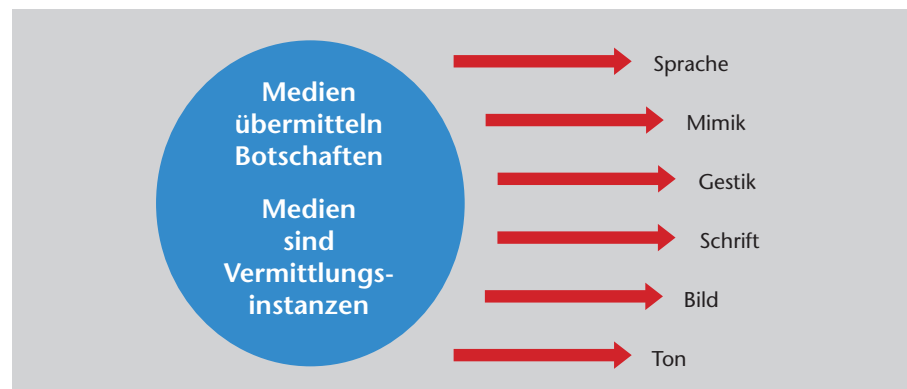 Medien
übermitteln
Botschaften
Medien
sind
Vermittlungs-
instanzen
Sprache
Mimik
Gestik
Schrift
Bild
Ton